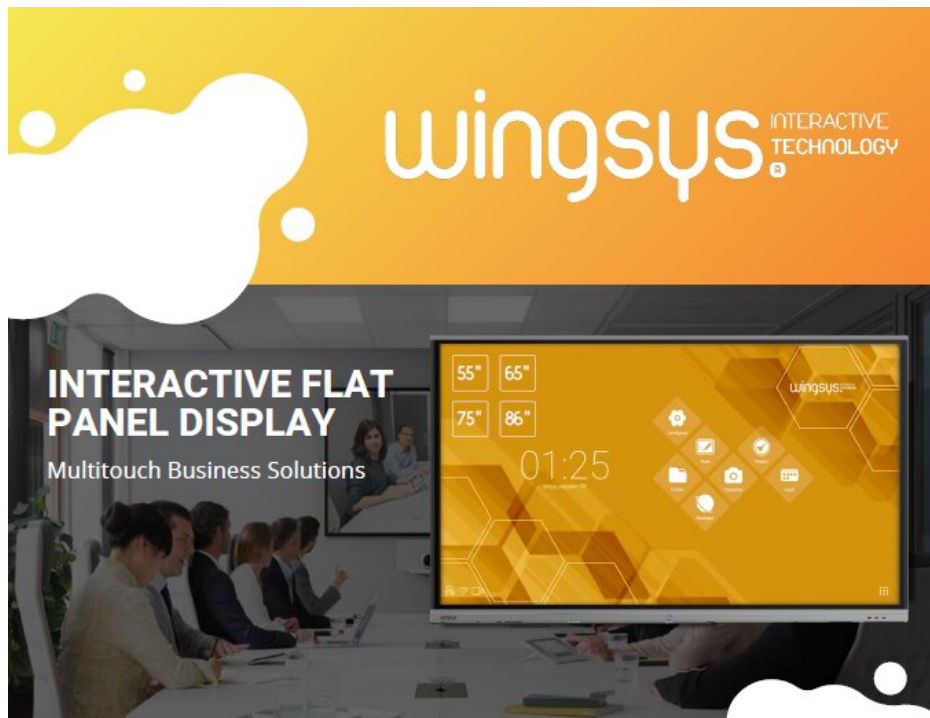 wingsys
INTERACTIVE
TECHNOLOGY
R
INTERACTIVE FLAT
PANEL DISPLAY
Multitouch Business Solutions
55" 65"
75" 86"
wingsys
01:25